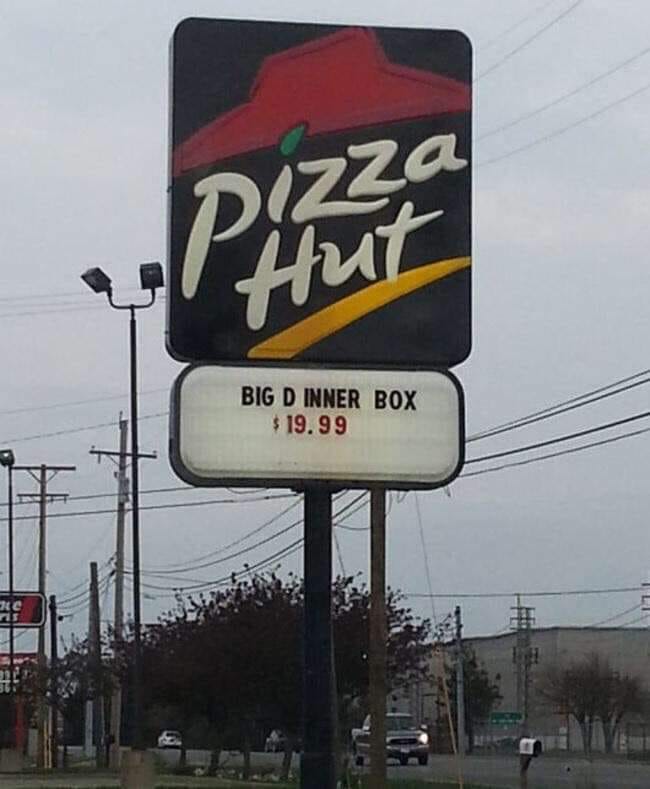 Pizza
Hut
BIG D INNER BOX
$ 19.99